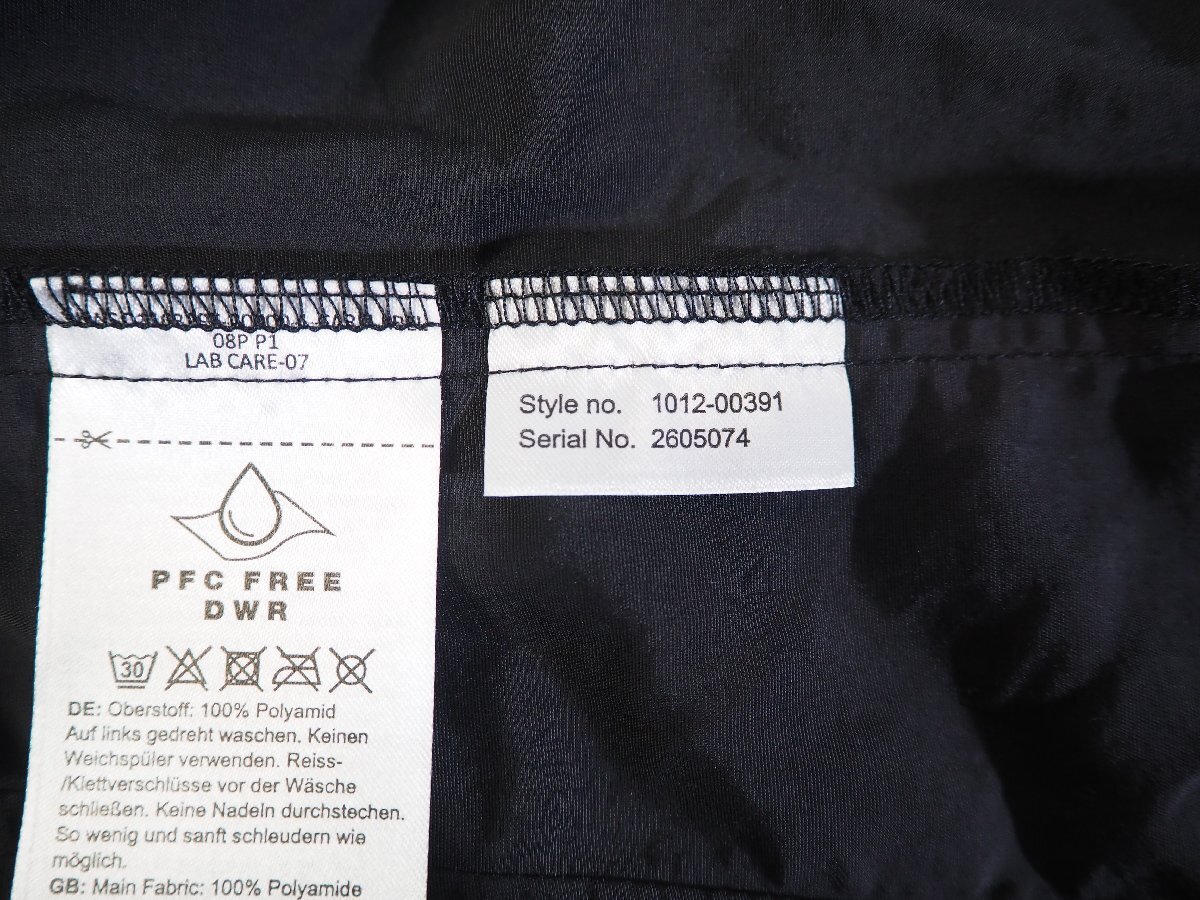 08P P1
LAB CARE-07
Style no. 1012-00391
Serial No. 2605074
PFC FREE
DWR
30
DE: Oberstoff: 100% Polyamid
Auf links gedreht waschen. Keinen
Weichspüler verwenden. Reiss-
/Klettverschlüsse vor der Wäsche
schließen. Keine Nadeln durchstechen.
So wenig und sanft schleudern wie
möglich.
GB: Main Fabric: 100% Polyamide